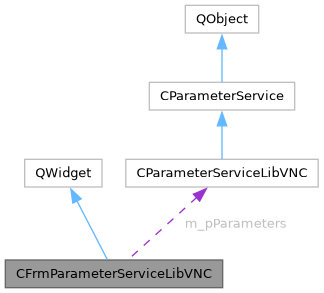 QObject
CParameterService
QWidget
CParameterServiceLibVNC
m_pParameters
CFrmParameterServiceLibVNC